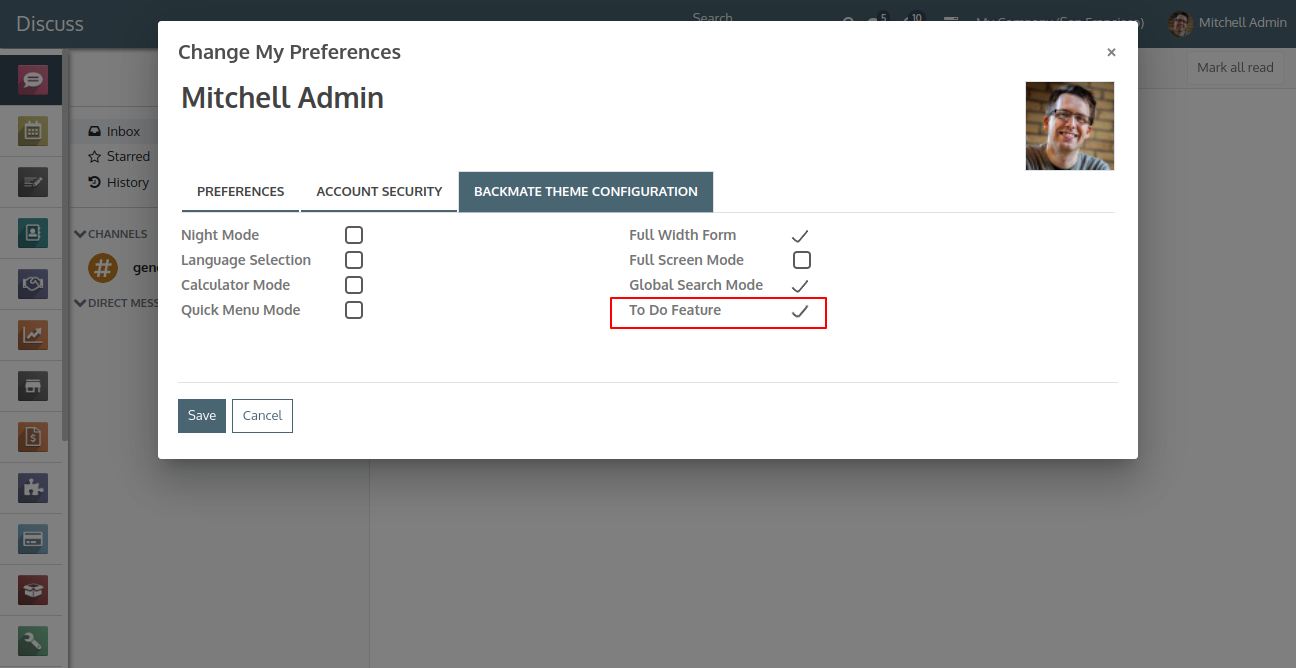 Discuss
Search
5
10
My Company (San Francisco)
Mitchell Admin
Change My Preferences
×
Mark all read
Mitchell Admin
Inbox
Starred
History
PREFERENCES
ACCOUNT SECURITY
BACKMATE THEME CONFIGURATION
CHANNELS
#
gene
DIRECT MESS
Night Mode
Full Width Form
Language Selection
Full Screen Mode
Calculator Mode
Global Search Mode
Quick Menu Mode
To Do Feature
Save
Cancel